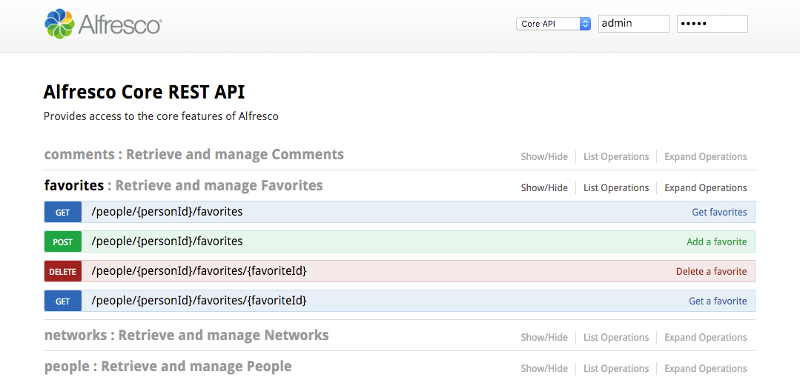 Alfresco
Core API admin •••••
Alfresco Core REST API
Provides access to the core features of Alfresco
comments : Retrieve and manage Comments Show/Hide List Operations Expand Operations
favorites : Retrieve and manage Favorites Show/Hide List Operations Expand Operations
GET /people/{personId}/favorites Get favorites
POST /people/{personId}/favorites Add a favorite
DELETE /people/{personId}/favorites/{favoriteId} Delete a favorite
GET /people/{personId}/favorites/{favoriteId} Get a favorite
networks : Retrieve and manage Networks Show/Hide List Operations Expand Operations
people : Retrieve and manage People Show/Hide List Operations Expand Operations